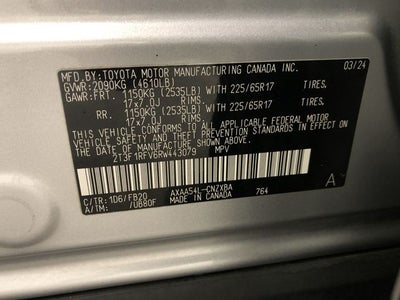 MFD.BY:TOYOTA MOTOR MANUFACTURING CANADA INC. 03/24
GVWR:2090KG (4610LB)
GAWR:FRT. 1150KG (2535LB) WITH 225/65R17 TIRES,
17x7.0J RIMS,
RR. 1150KG (2535LB) WITH 225/65R17 TIRES,
17x7.0J RIMS.
THIS VEHICLE CONFORMS TO ALL APPLICABLE FEDERAL MOTOR
VEHICLE SAFETY AND EMISSION STANDARDS IN EFFECT ON
THE DATE OF MANUFACTURE SHOWN ABOVE.
2T3F1RFV6RW443079 MPV
C/TR:1D6/FB20 AXAA54L-CNZXBA 764 A
A/TM: /UB80F MADE IN CANADA